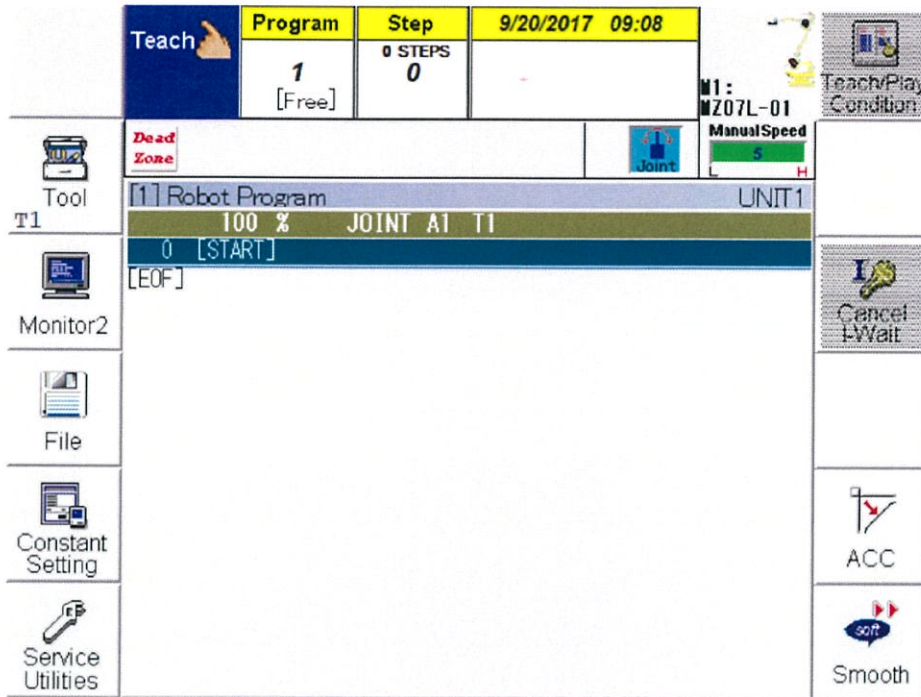 Teach
Program
1
[Free]
Step
0 STEPS
0
9/20/2017 09:08
M1:
MZ07L-01
Teach/Play
Condition
Tool
T1
Dead
Zone
Joint
Manual Speed
5
L H
[1] Robot Program UNIT1
100 % JOINT A1 T1
0 [START]
[EOF]
Monitor2
Cancel
I-Wait
File
Constant
Setting
ACC
Service
Utilities
soft
Smooth